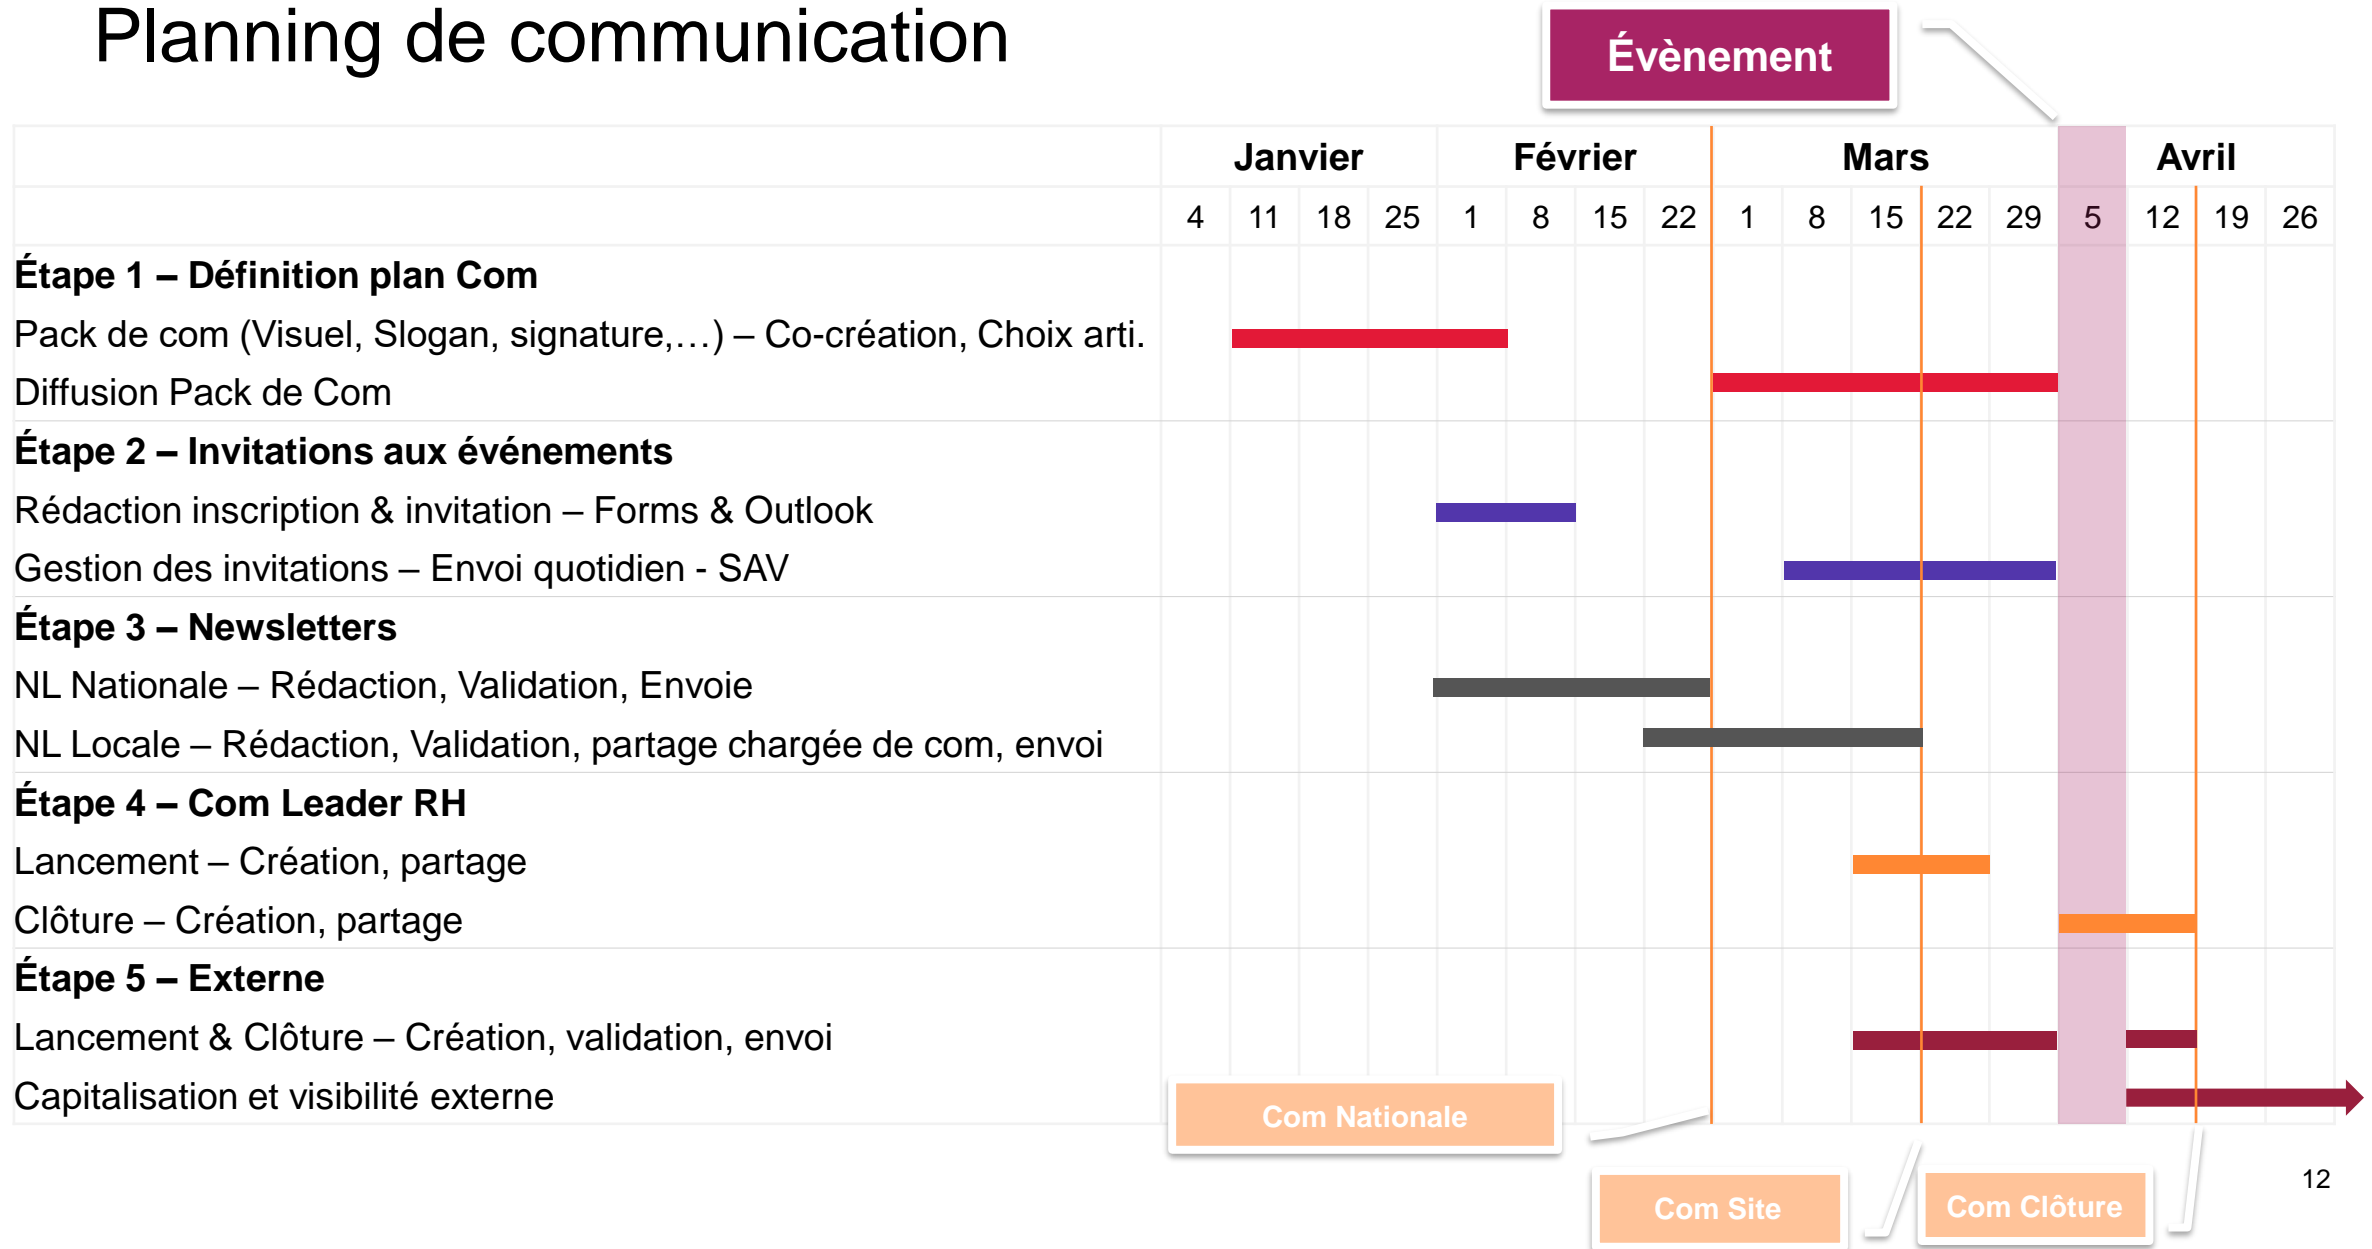 Planning de communication
Évènement
Janvier Février Mars Avril
4 11 18 25 1 8 15 22 1 8 15 22 29 5 12 19 26
Étape 1 – Définition plan Com
Pack de com (Visuel, Slogan, signature,…) – Co-création, Choix arti.
Diffusion Pack de Com
Étape 2 – Invitations aux événements
Rédaction inscription & invitation – Forms & Outlook
Gestion des invitations – Envoi quotidien - SAV
Étape 3 – Newsletters
NL Nationale – Rédaction, Validation, Envoie
NL Locale – Rédaction, Validation, partage chargée de com, envoi
Étape 4 – Com Leader RH
Lancement – Création, partage
Clôture – Création, partage
Étape 5 – Externe
Lancement & Clôture – Création, validation, envoi
Capitalisation et visibilité externe
Com Nationale
Com Site
Com Clôture
12